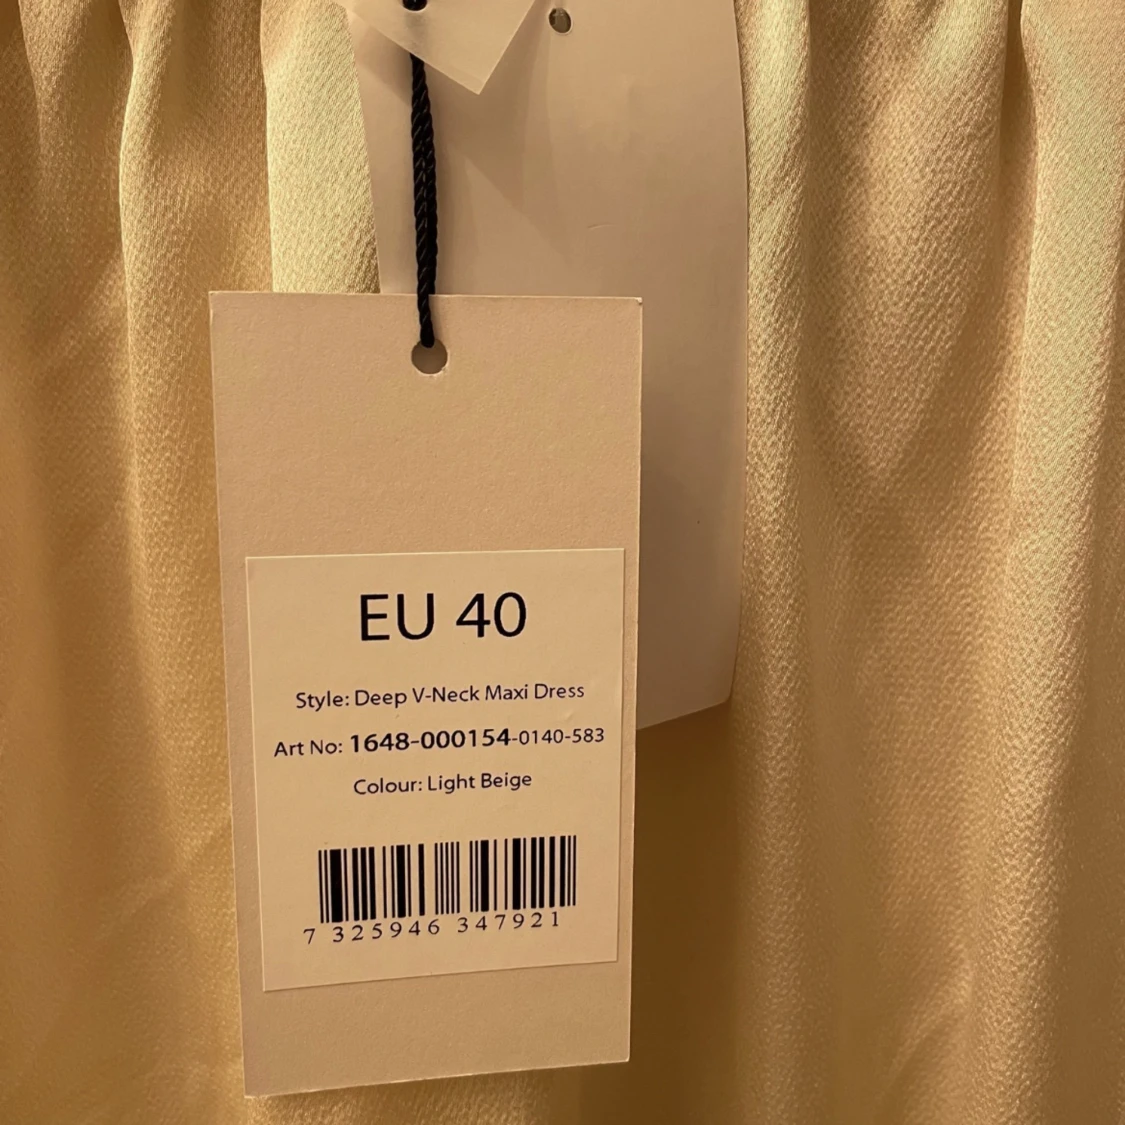 EU 40
Style: Deep V-Neck Maxi Dress
Art No: 1648-000154-0140-583
Colour: Light Beige
7 325946 347921